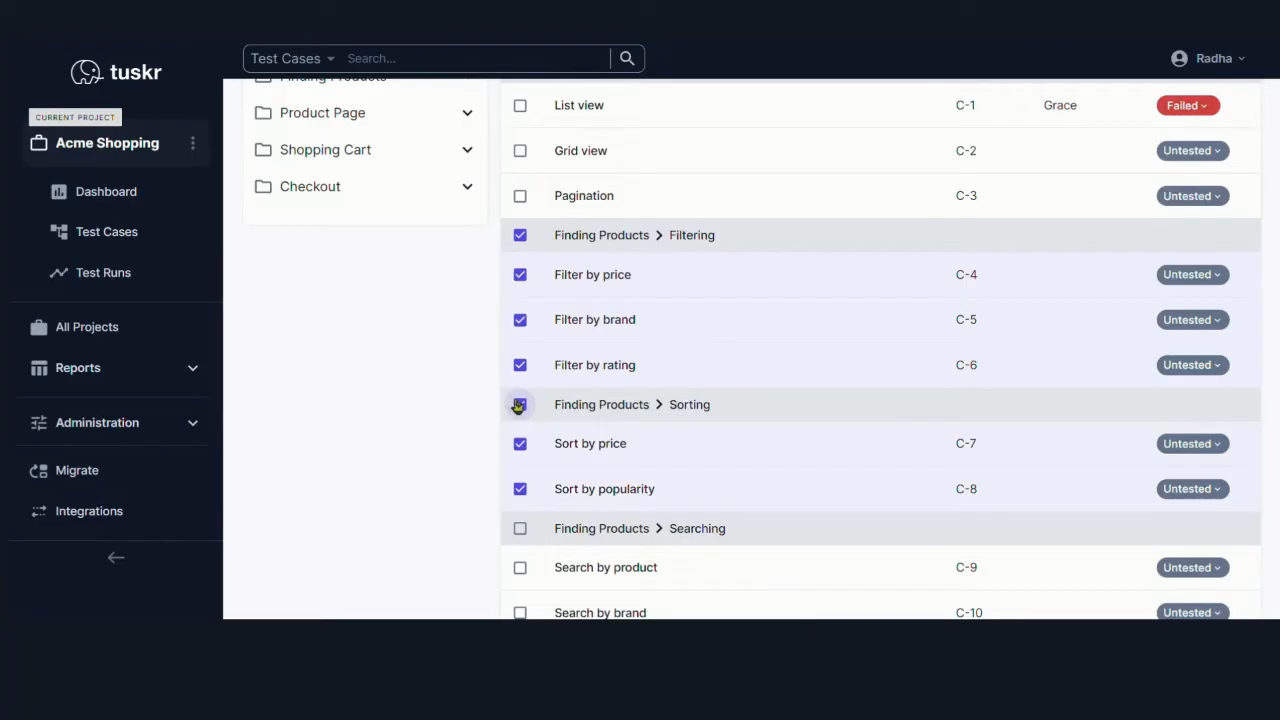 tuskr
Test Cases
Search...
Radha
CURRENT PROJECT
Acme Shopping
Dashboard
Test Cases
Test Runs
All Projects
Reports
Administration
Migrate
Integrations
Finding Products
Product Page
Shopping Cart
Checkout
List view C-1 Grace Failed
Grid view C-2 Untested
Pagination C-3 Untested
Finding Products > Filtering
Filter by price C-4 Untested
Filter by brand C-5 Untested
Filter by rating C-6 Untested
Finding Products > Sorting
Sort by price C-7 Untested
Sort by popularity C-8 Untested
Finding Products > Searching
Search by product C-9 Untested
Search by brand C-10 Untested